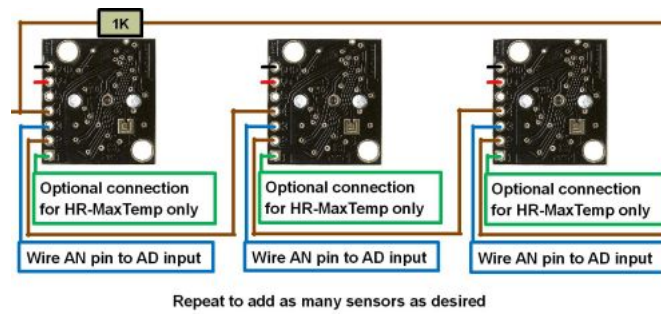 1K
Optional connection
for HR-MaxTemp only
Optional connection
for HR-MaxTemp only
Optional connection
for HR-MaxTemp only
Wire AN pin to AD input
Wire AN pin to AD input
Wire AN pin to AD input
Repeat to add as many sensors as desired